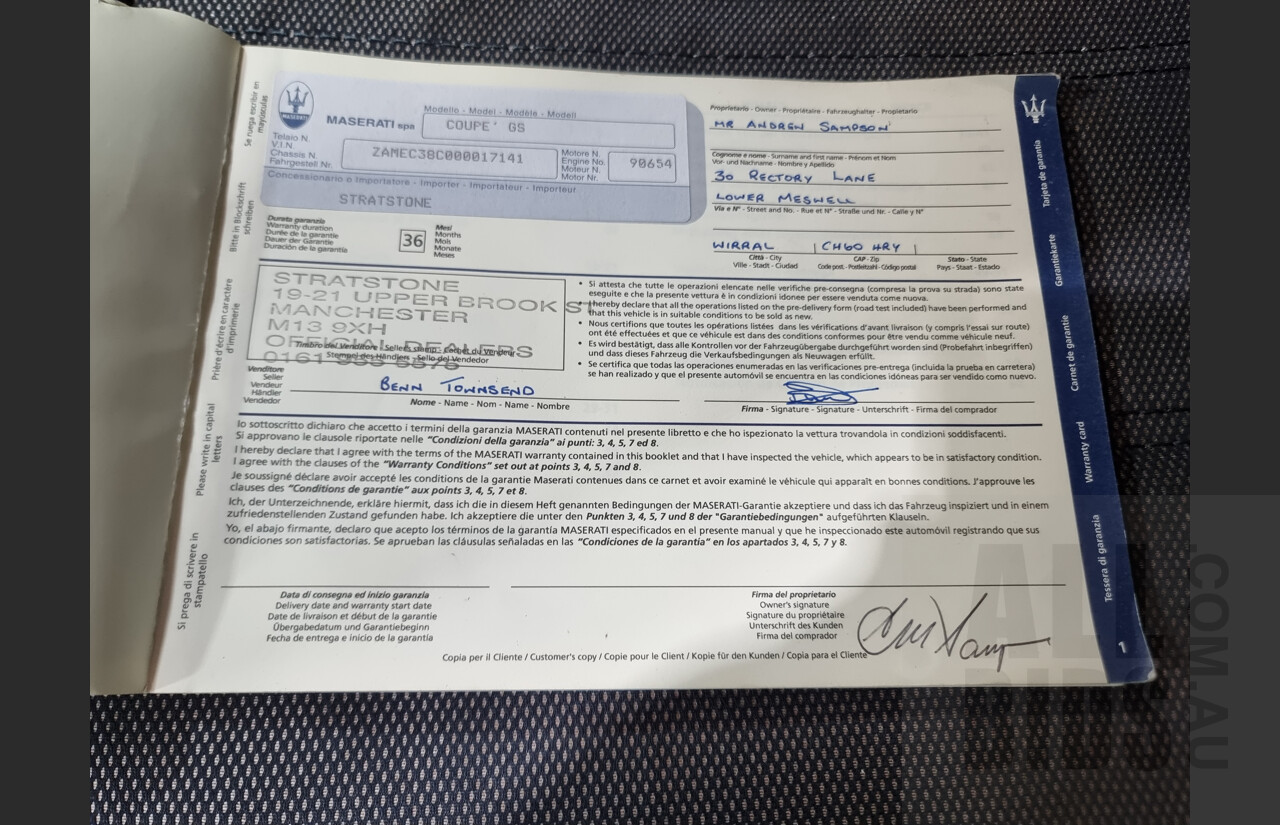 Modello - Model - Modèle - Modell
MASERATI spa
COUPE' GS
Telaio N.
V.I.N.
Chassis N.
Fahrgestell Nr.
ZAMEC38C000017141
Motore N.
Engine No.
Moteur N.
Motor Nr.
90654
Concessionario o Importatore - Importer - Importateur - Importeur
STRATSTONE
Durata garanzia
Warranty duration
Durée de la garantie
Dauer der Garantie
Duración de la garantía
36
Mesi
Months
Mois
Monate
Meses
Proprietario - Owner - Propriétaire - Fahrzeughalter - Propietario
MR ANDREW SAMPSON
Cognome e nome - Surname and first name - Prénom et Nom
Vor- und Nachname - Nombre y Apellido
30 RECTORY LANE
LOWER MESWELL
Via e N° - Street and No. - Rue et N° - Straße und Nr. - Calle y N°
WIRRAL CH60 HRY
Città - City
Ville - Stadt - Ciudad
CAP - Zip
Code post. - Postleitzahl - Código postal
Stato - State
Pays - Staat - Estado
STRATSTONE
19-21 UPPER BROOK ST
MANCHESTER
M13 9XH
Timbro del Venditore - Seller's stamp - Cachet du Vendeur
Stempel des Händlers - Sello del Vendedor
• Si attesta che tutte le operazioni elencate nelle verifiche pre-consegna (compresa la prova su strada) sono state
eseguite e che la presente vettura è in condizioni idonee per essere venduta come nuova.
• I hereby declare that all the operations listed on the pre-delivery form (road test included) have been performed and
that this vehicle is in suitable conditions to be sold as new.
• Nous certifions que toutes les opérations listées dans les vérifications d'avant livraison (y compris l'essai sur route)
ont été effectuées et que ce véhicule est dans des conditions conformes pour être vendu comme véhicule neuf.
• Es wird bestätigt, dass alle Kontrollen vor der Fahrzeugübergabe durchgeführt worden sind (Probefahrt inbegriffen)
und dass dieses Fahrzeug die Verkaufsbedingungen als Neuwagen erfüllt.
• Se certifica que todas las operaciones enumeradas en las verificaciones pre-entrega (incluida la prueba en carretera)
se han realizado y que el presente automóvil se encuentra en las condiciones idóneas para ser vendido como nuevo.
Venditore
Seller
Vendeur
Händler
Vendedor
BENN TOWNSEND
Nome - Name - Nom - Name - Nombre
Firma - Signature - Signature - Unterschrift - Firma del comprador
Io sottoscritto dichiaro che accetto i termini della garanzia MASERATI contenuti nel presente libretto e che ho ispezionato la vettura trovandola in condizioni soddisfacenti.
Si approvano le clausole riportate nelle "Condizioni della garanzia" ai punti: 3, 4, 5, 7 ed 8.
I hereby declare that I agree with the terms of the MASERATI warranty contained in this booklet and that I have inspected the vehicle, which appears to be in satisfactory condition.
I agree with the clauses of the "Warranty Conditions" set out at points 3, 4, 5, 7 and 8.
Je soussigné déclare avoir accepté les conditions de la garantie Maserati contenues dans ce carnet et avoir examiné le véhicule qui apparaît en bonnes conditions. J'approuve les
clauses des "Conditions de garantie" aux points 3, 4, 5, 7 et 8.
Ich, der Unterzeichnende, erkläre hiermit, dass ich die in diesem Heft genannten Bedingungen der MASERATI-Garantie akzeptiere und dass ich das Fahrzeug inspiziert und in einem
zufriedenstellenden Zustand gefunden habe. Ich akzeptiere die unter den Punkten 3, 4, 5, 7 und 8 der "Garantiebedingungen" aufgeführten Klauseln.
Yo, el abajo firmante, declaro que acepto los términos de la garantía MASERATI especificados en el presente manual y que he inspeccionado este automóvil registrando que sus
condiciones son satisfactorias. Se aprueban las cláusulas señaladas en las "Condiciones de la garantía" en los apartados 3, 4, 5, 7 y 8.
Data di consegna ed inizio garanzia
Delivery date and warranty start date
Date de livraison et début de la garantie
Übergabedatum und Garantiebeginn
Fecha de entrega e inicio de la garantía
Firma del proprietario
Owner's signature
Signature du propriétaire
Unterschrift des Kunden
Firma del comprador
Copia per il Cliente / Customer's copy / Copie pour le Client / Kopie für den Kunden / Copia para el Cliente
Se ruega escribir en
mayúsculas
Bitte in Blockschrift
schreiben
Prière d'écrire en caractère
d'imprimerie
Please write in capital
letters
Si prega di scrivere in
stampatello
Tarjeta de garantía
Garantiekarte
Carnet de garantie
Warranty card
Tessera di garanzia
1
ALL
BIDS
.COM.AU